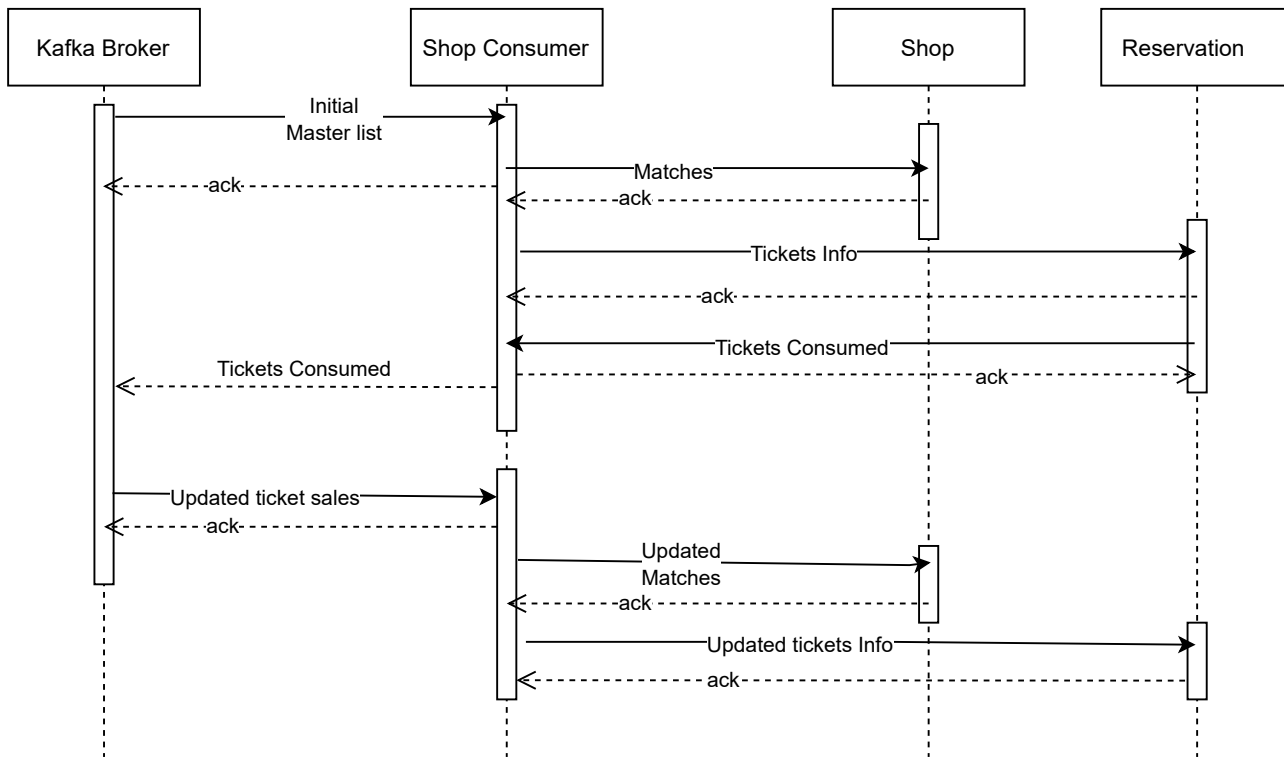 Kafka Broker
Shop Consumer
Shop
Reservation
Initial
Master list
Matches
ack
ack
Tickets Info
ack
Tickets Consumed
Tickets Consumed
ack
Updated ticket sales
ack
Updated
Matches
ack
Updated tickets Info
ack